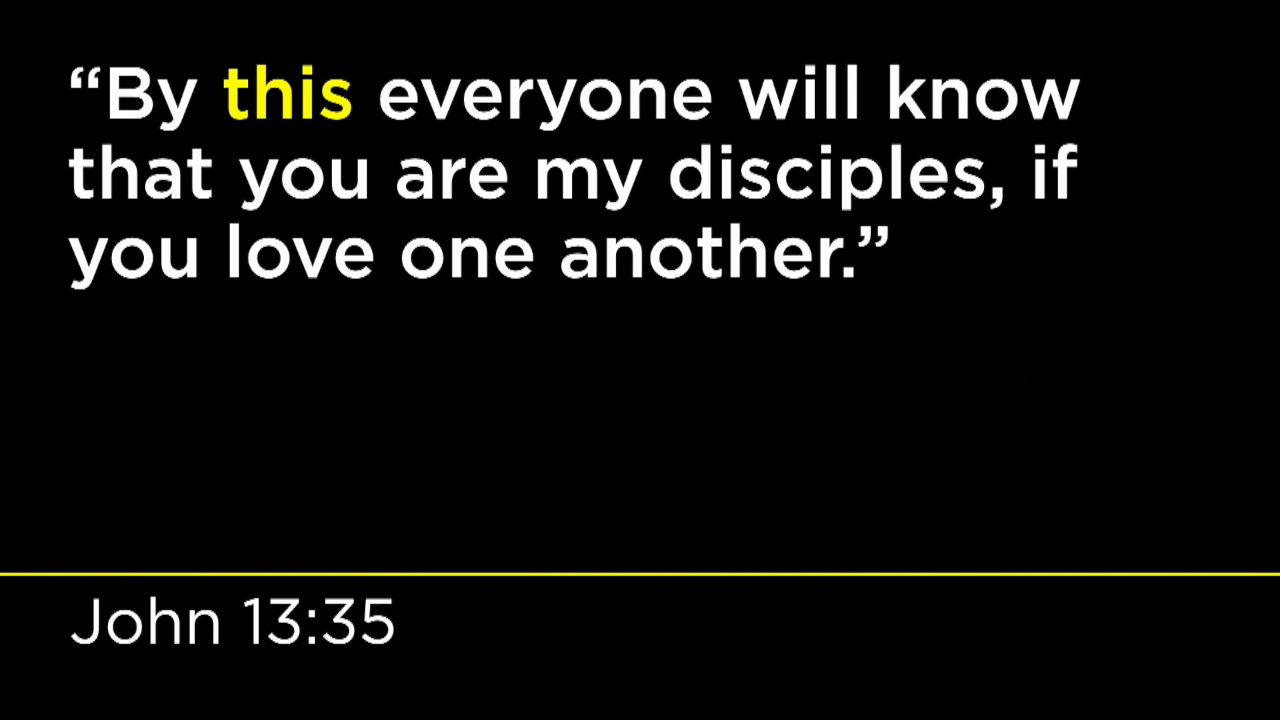 “By this everyone will know
that you are my disciples, if
you love one another.”
John 13:35